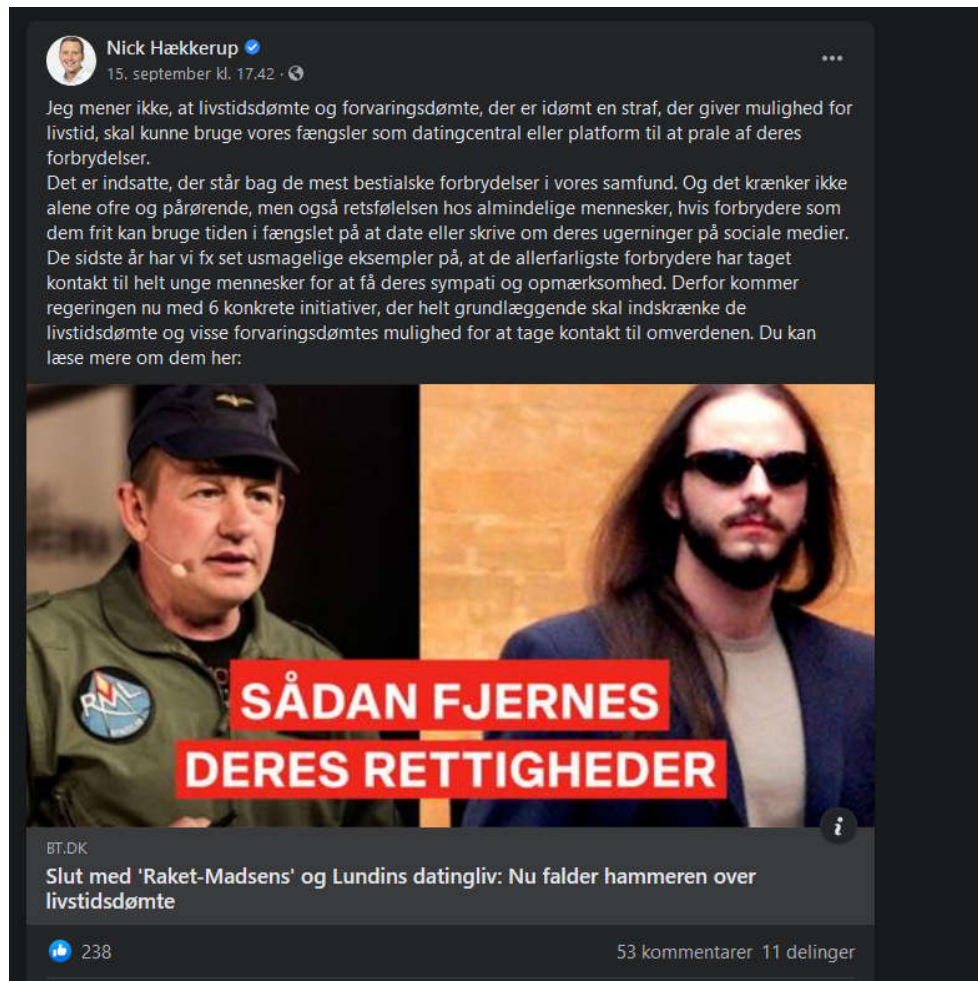 Nick Hækkerup
15. september kl. 17.42 ·
Jeg mener ikke, at livstidsdømte og forvaringsdømte, der er idømt en straf, der giver mulighed for
livstid, skal kunne bruge vores fængsler som datingcentral eller platform til at prale af deres
forbrydelser.
Det er indsatte, der står bag de mest bestialske forbrydelser i vores samfund. Og det krænker ikke
alene ofre og pårørende, men også retsfølelsen hos almindelige mennesker, hvis forbrydere som
dem frit kan bruge tiden i fængslet på at date eller skrive om deres ugerninger på sociale medier.
De sidste år har vi fx set usmagelige eksempler på, at de allerfarligste forbrydere har taget
kontakt til helt unge mennesker for at få deres sympati og opmærksomhed. Derfor kommer
regeringen nu med 6 konkrete initiativer, der helt grundlæggende skal indskrænke de
livstidsdømte og visse forvaringsdømtes mulighed for at tage kontakt til omverdenen. Du kan
læse mere om dem her:
RML
SÅDAN FJERNES
DERES RETTIGHEDER
BT.DK
Slut med 'Raket-Madsens' og Lundins datingliv: Nu falder hammeren over
livstidsdømte
238
53 kommentarer 11 delinger